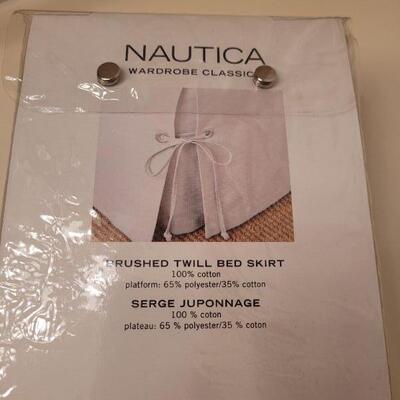 NAUTICA
WARDROBE CLASSIC
BRUSHED TWILL BED SKIRT
100% cotton
platform: 65% polyester/35% cotton
SERGE JUPONNAGE
100 % coton
plateau: 65 % polyester/35 % coton